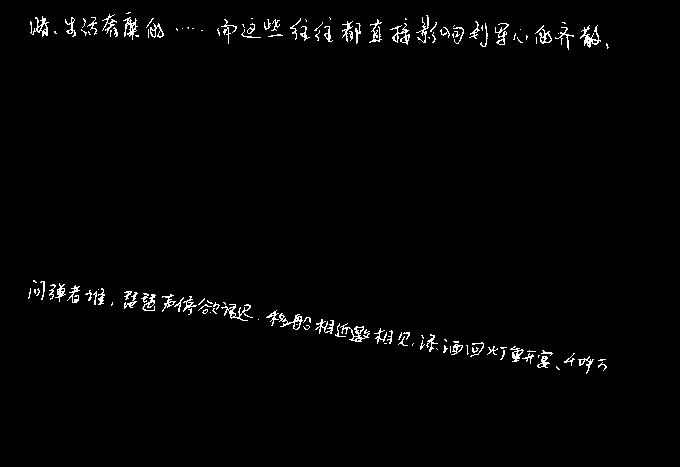 赌、生活奢靡的……而这些往往都直接影响到军心的齐散,
问弹者谁,琵琶声停欲语迟.移船相近邀相见,添酒回灯重开宴、千呼万